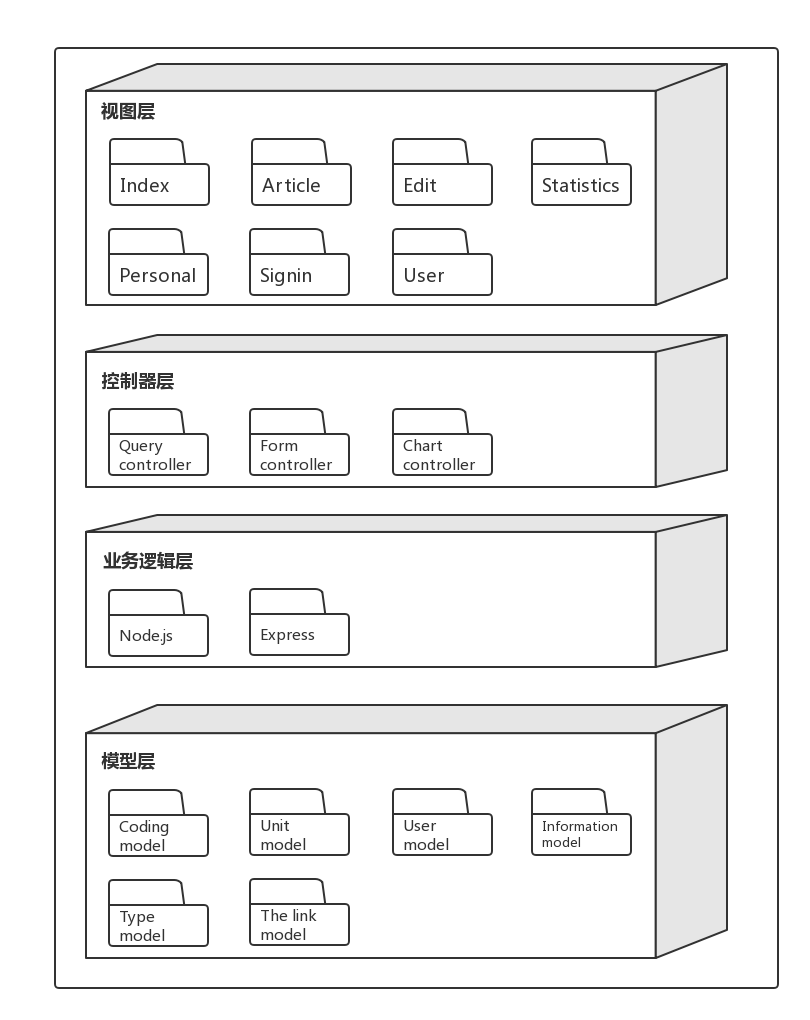 视图层
Index
Article
Edit
Statistics
Personal
Signin
User
控制器层
Query
controller
Form
controller
Chart
controller
业务逻辑层
Node.js
Express
模型层
Coding
model
Unit
model
User
model
Information
model
Type
model
The link
model